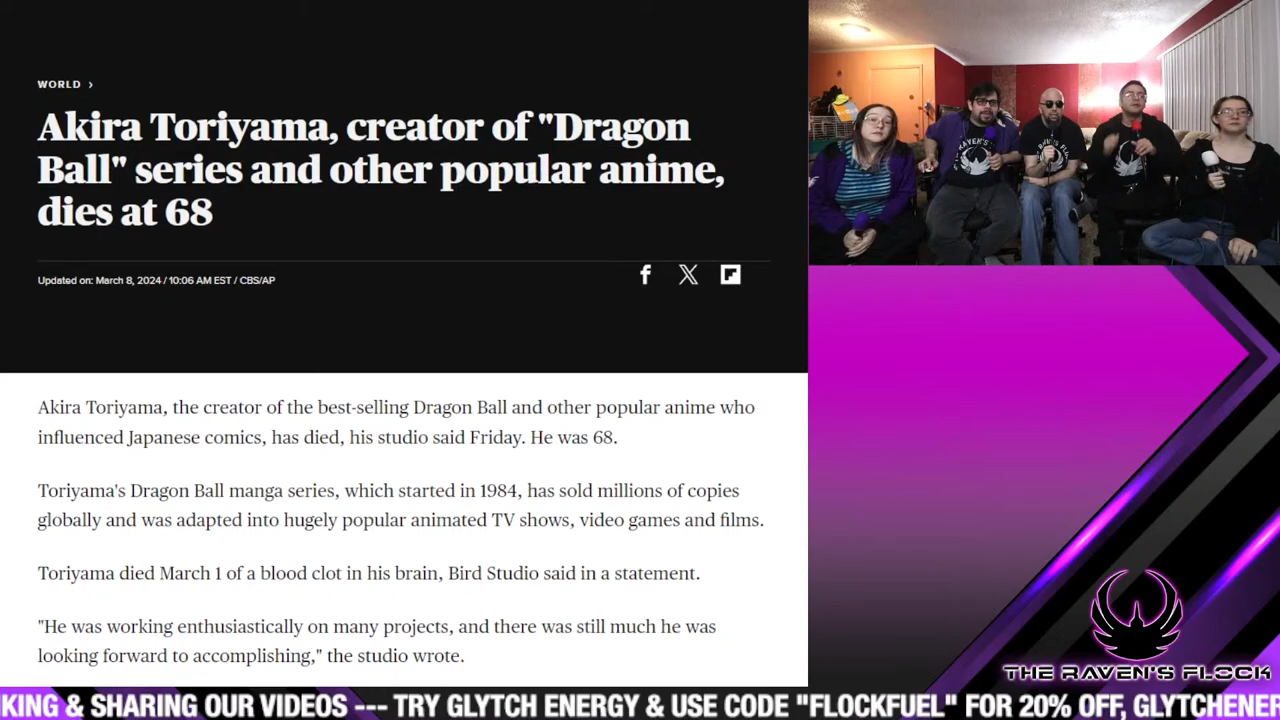 WORLD >
Akira Toriyama, creator of "Dragon
Ball" series and other popular anime,
dies at 68
Updated on: March 8, 2024 / 10:06 AM EST / CBS/AP
Akira Toriyama, the creator of the best-selling Dragon Ball and other popular anime who
influenced Japanese comics, has died, his studio said Friday. He was 68.
Toriyama's Dragon Ball manga series, which started in 1984, has sold millions of copies
globally and was adapted into hugely popular animated TV shows, video games and films.
Toriyama died March 1 of a blood clot in his brain, Bird Studio said in a statement.
"He was working enthusiastically on many projects, and there was still much he was
looking forward to accomplishing," the studio wrote.
THE RAVEN'S FLOCK
KING & SHARING OUR VIDEOS --- TRY GLYTCH ENERGY & USE CODE "FLOCKFUEL" FOR 20% OFF, GLYTCHENER